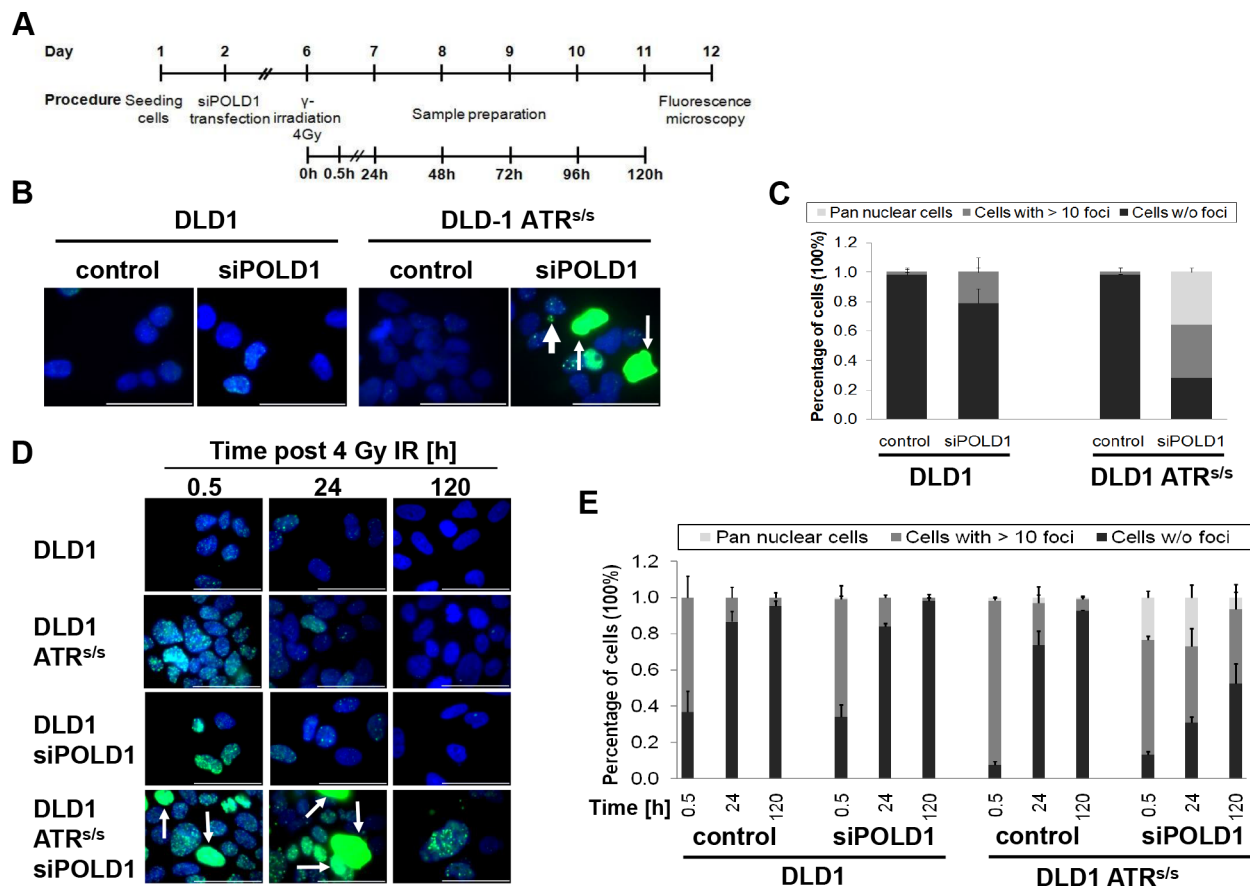 A
Day 1 2 6 7 8 9 10 11 12
Procedure Seeding cells siPOLD1 transfection γ-irradiation 4Gy Sample preparation Fluorescence microscopy
0h 0.5h 24h 48h 72h 96h 120h
B
DLD1 DLD-1 ATRs/s
control siPOLD1 control siPOLD1
C
Pan nuclear cells Cells with > 10 foci Cells w/o foci
Percentage of cells (100%)
1.2
1.0
0.8
0.6
0.4
0.2
0.0
control siPOLD1 control siPOLD1
DLD1 DLD1 ATRs/s
D
Time post 4 Gy IR [h]
0.5 24 120
DLD1
DLD1
ATRs/s
DLD1
siPOLD1
DLD1
ATRs/s
siPOLD1
E
Pan nuclear cells Cells with > 10 foci Cells w/o foci
Percentage of cells (100%)
1.2
1.0
0.8
0.6
0.4
0.2
0.0
Time [h] 0.5 24 120 0.5 24 120 0.5 24 120 0.5 24 120
control siPOLD1 control siPOLD1
DLD1 DLD1 ATRs/s